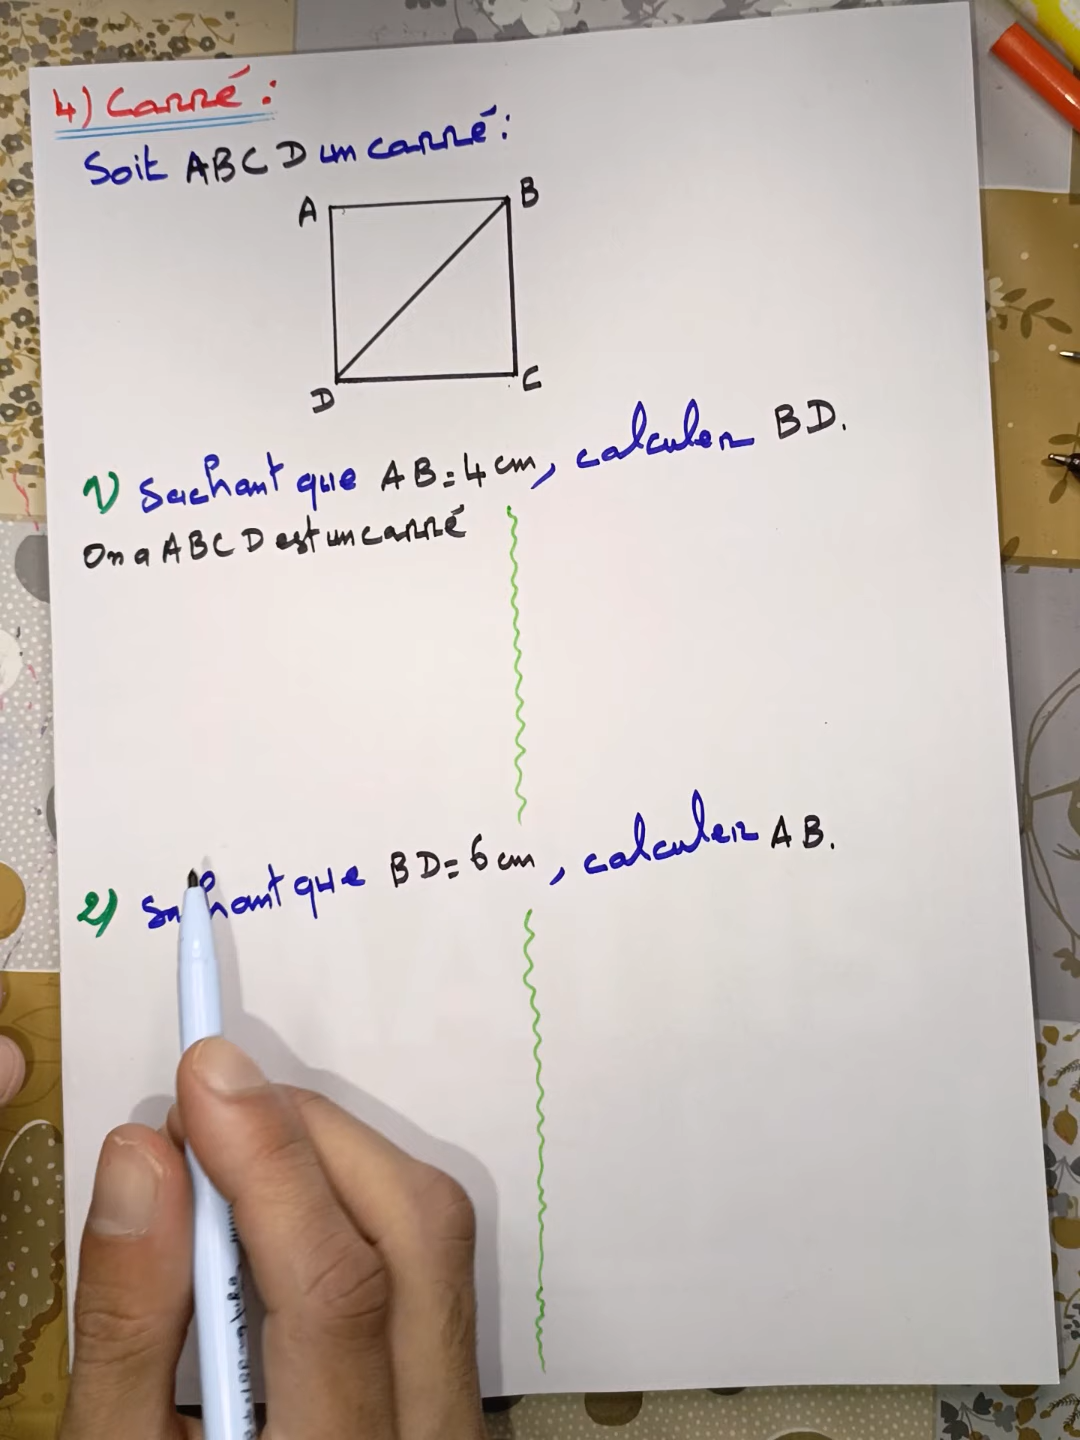 4) Carré :
Soit ABCD un carré :
A
B
D
C
1) Sachant que AB = 4 cm, calculer BD.
On a ABCD est un carré
2) Sachant que BD = 6 cm, calculer AB.